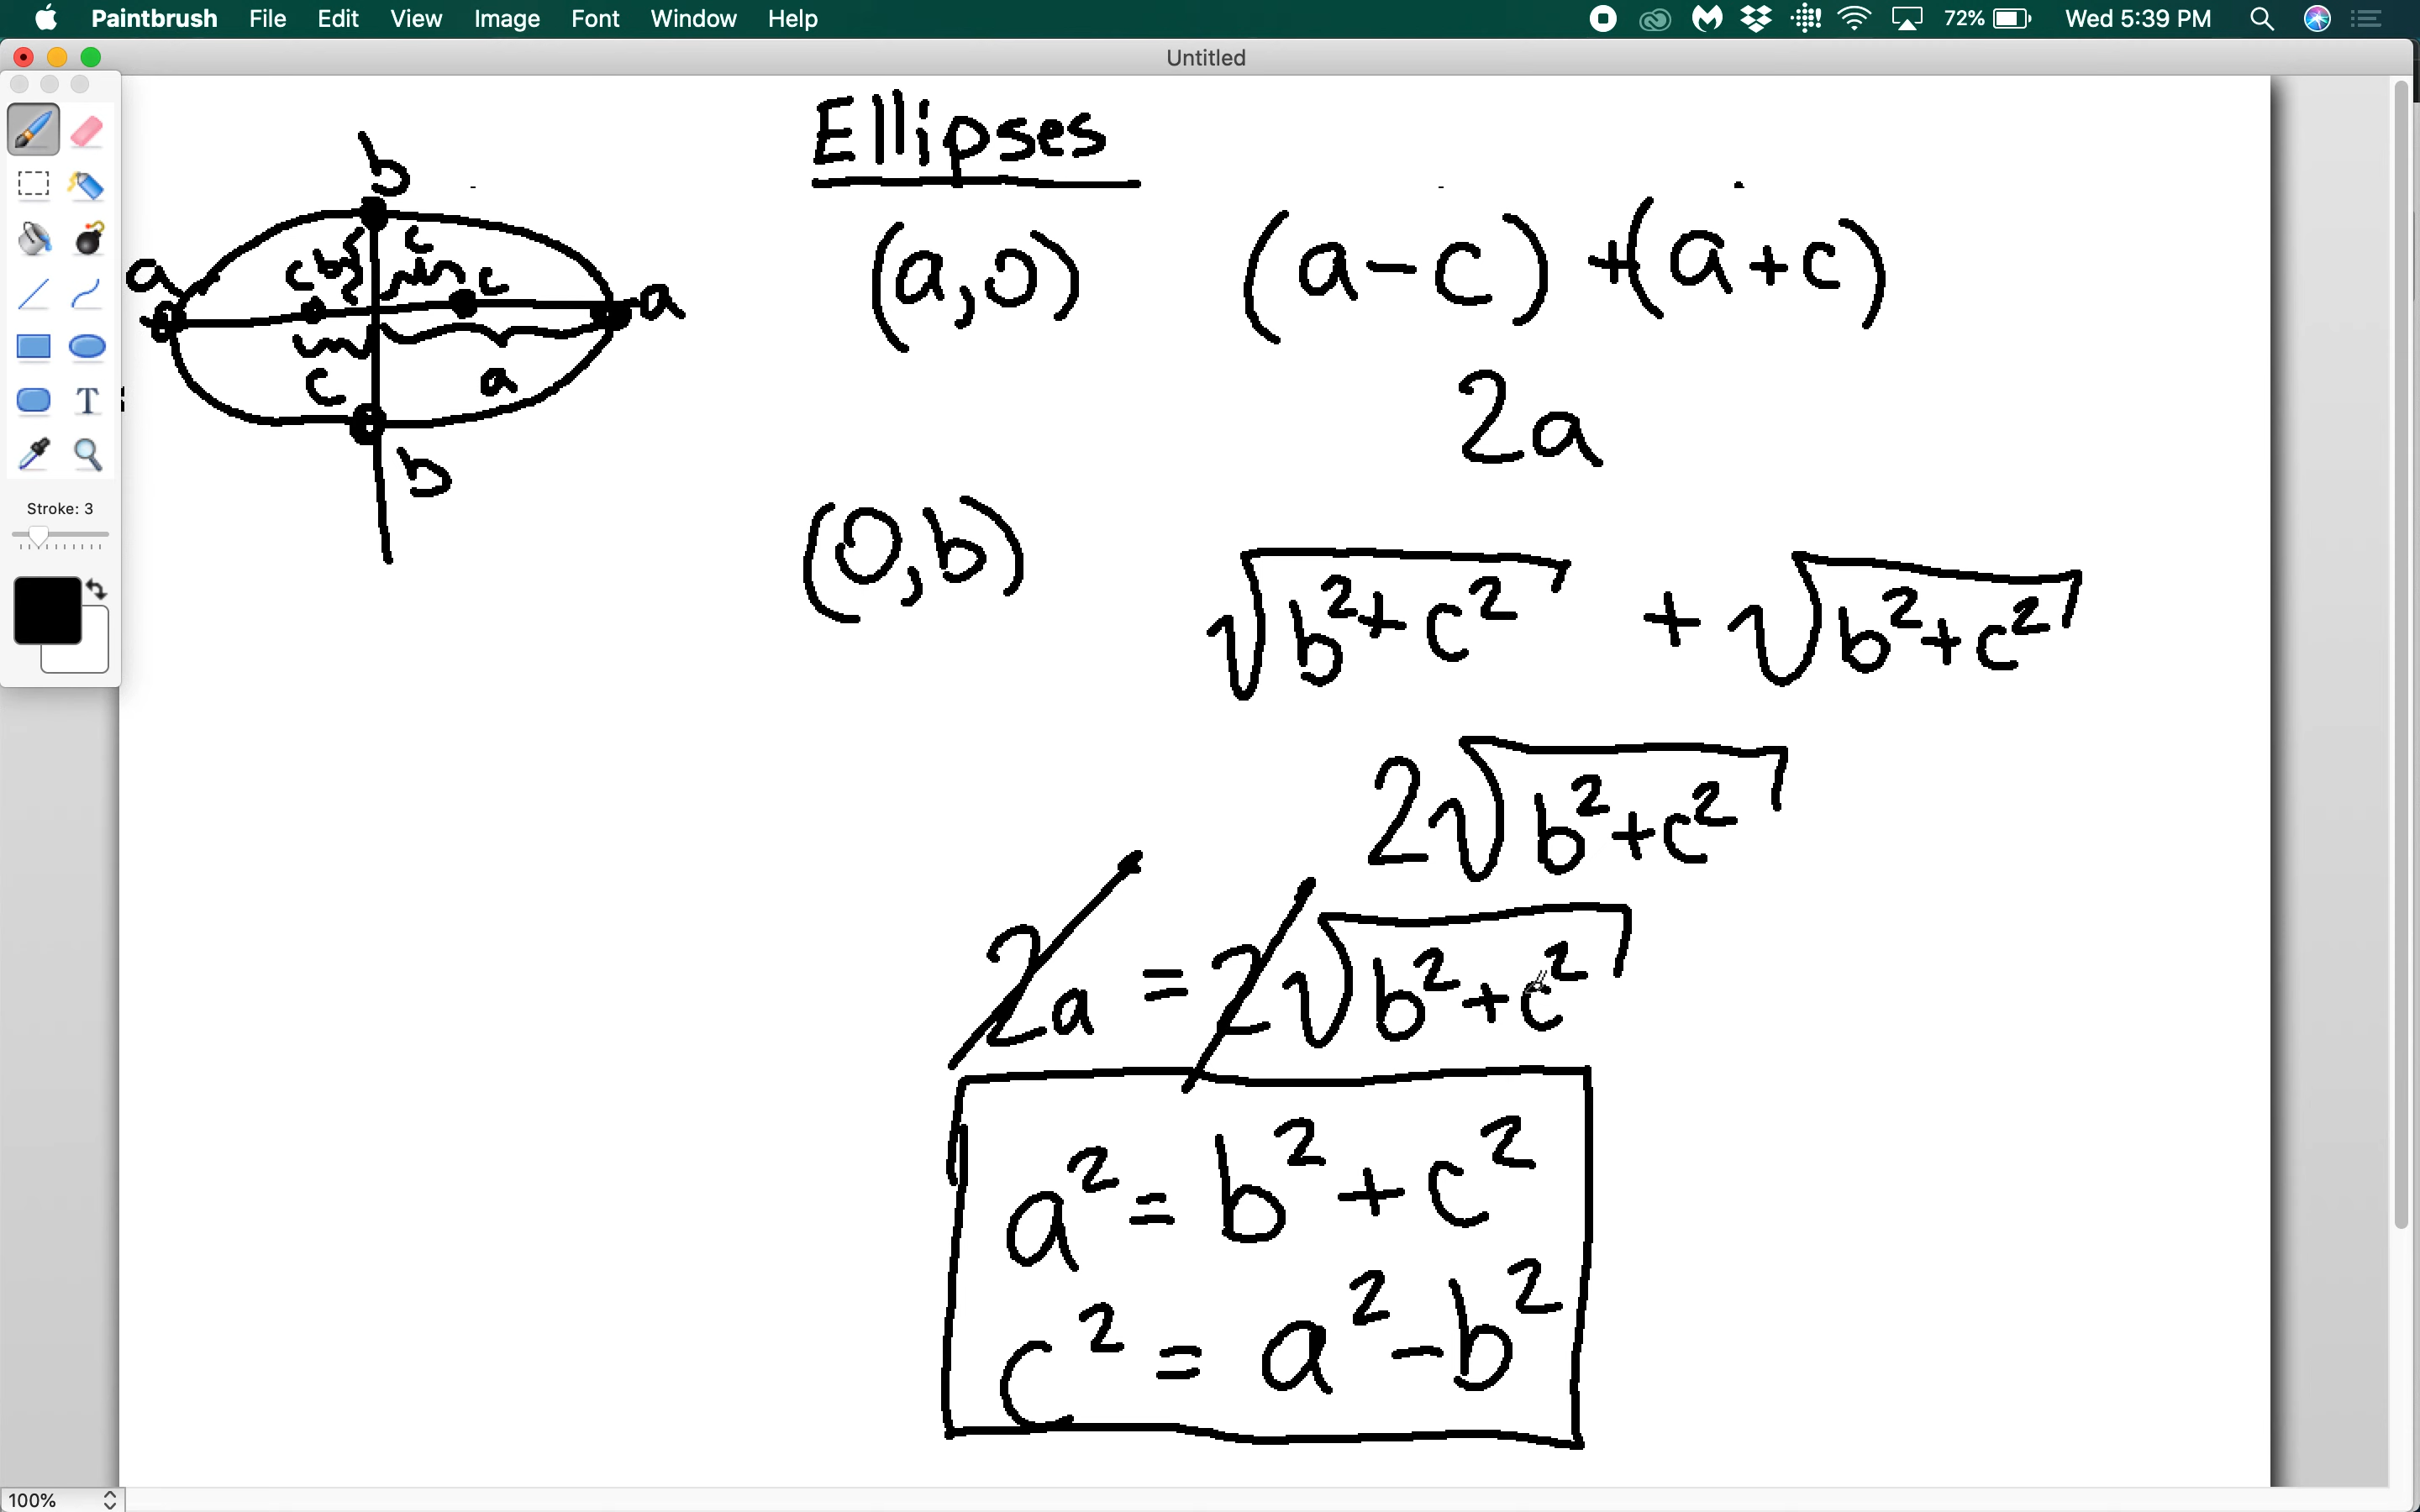 Paintbrush File Edit View Image Font Window Help 72% Wed 5:39 PM
Untitled
Ellipses
b
(a,0) (a-c) +(a+c)
c
c b c
a a
c a
2a
b
Stroke: 3
(0,b)
√b²+c² + √b²+c²
2√b²+c²
2a = 2√b²+c²
a² = b²+c²
c² = a²-b²
100%